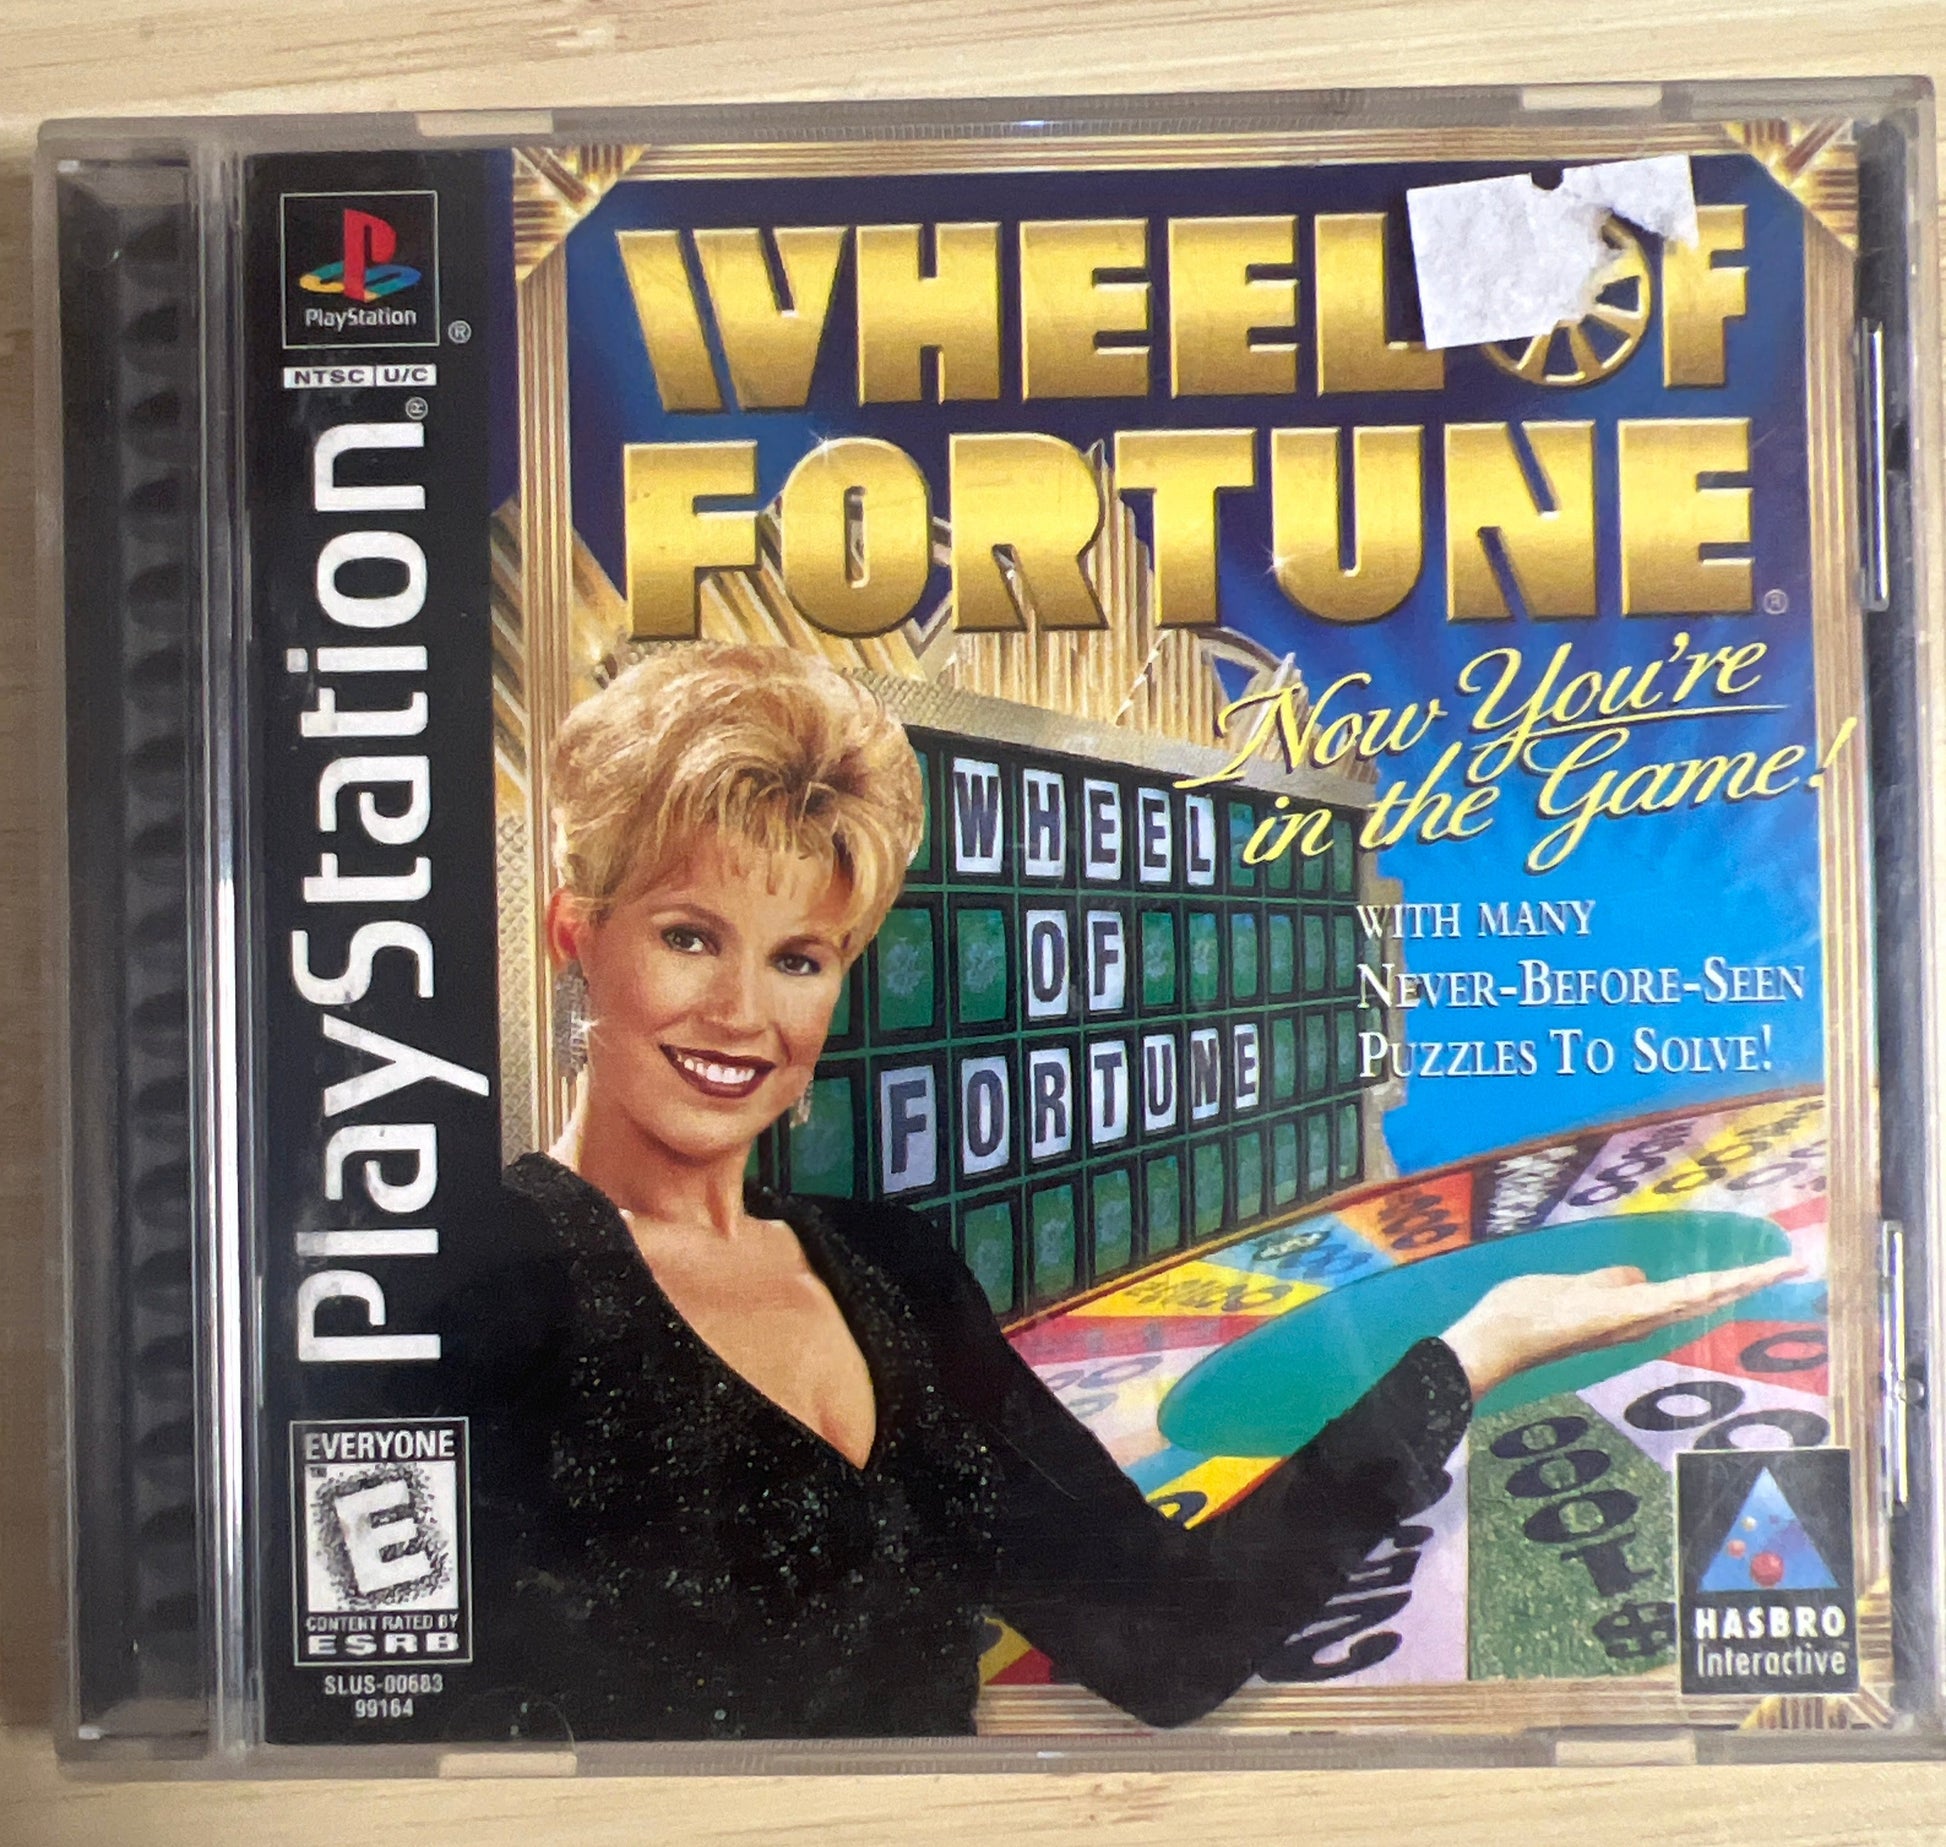 PlayStation
®
NTSC U/C
PlayStation®
WHEEL OF
FORTUNE®
Now You're
in the Game!
WITH MANY
NEVER-BEFORE-SEEN
PUZZLES TO SOLVE!
WHEEL
OF
FORTUNE
EVERYONE
E
CONTENT RATED BY
ESRB
SLUS-00683
99164
HASBRO
Interactive